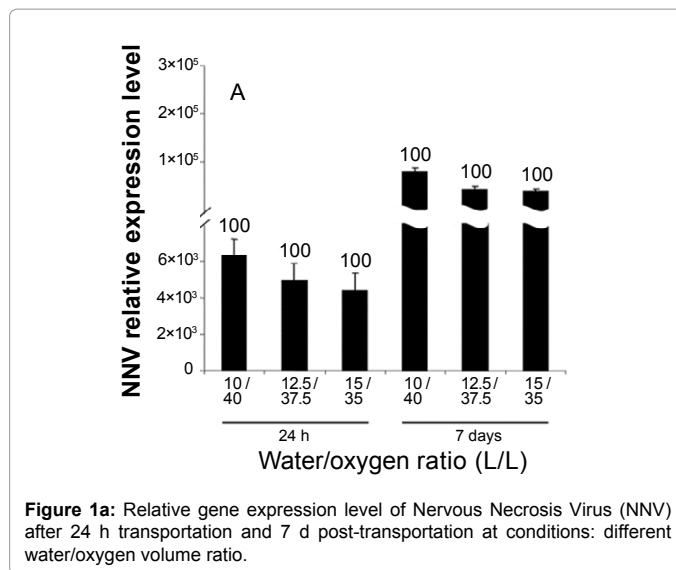 NNV relative expression level
A
3×10⁵
2×10⁵
1×10⁵
6×10³
4×10³
2×10³
0
100
100
100
100
100
100
10 / 40
12.5 / 37.5
15 / 35
10 / 40
12.5 / 37.5
15 / 35
24 h
7 days
Water/oxygen ratio (L/L)
Figure 1a: Relative gene expression level of Nervous Necrosis Virus (NNV)
after 24 h transportation and 7 d post-transportation at conditions: different
water/oxygen volume ratio.